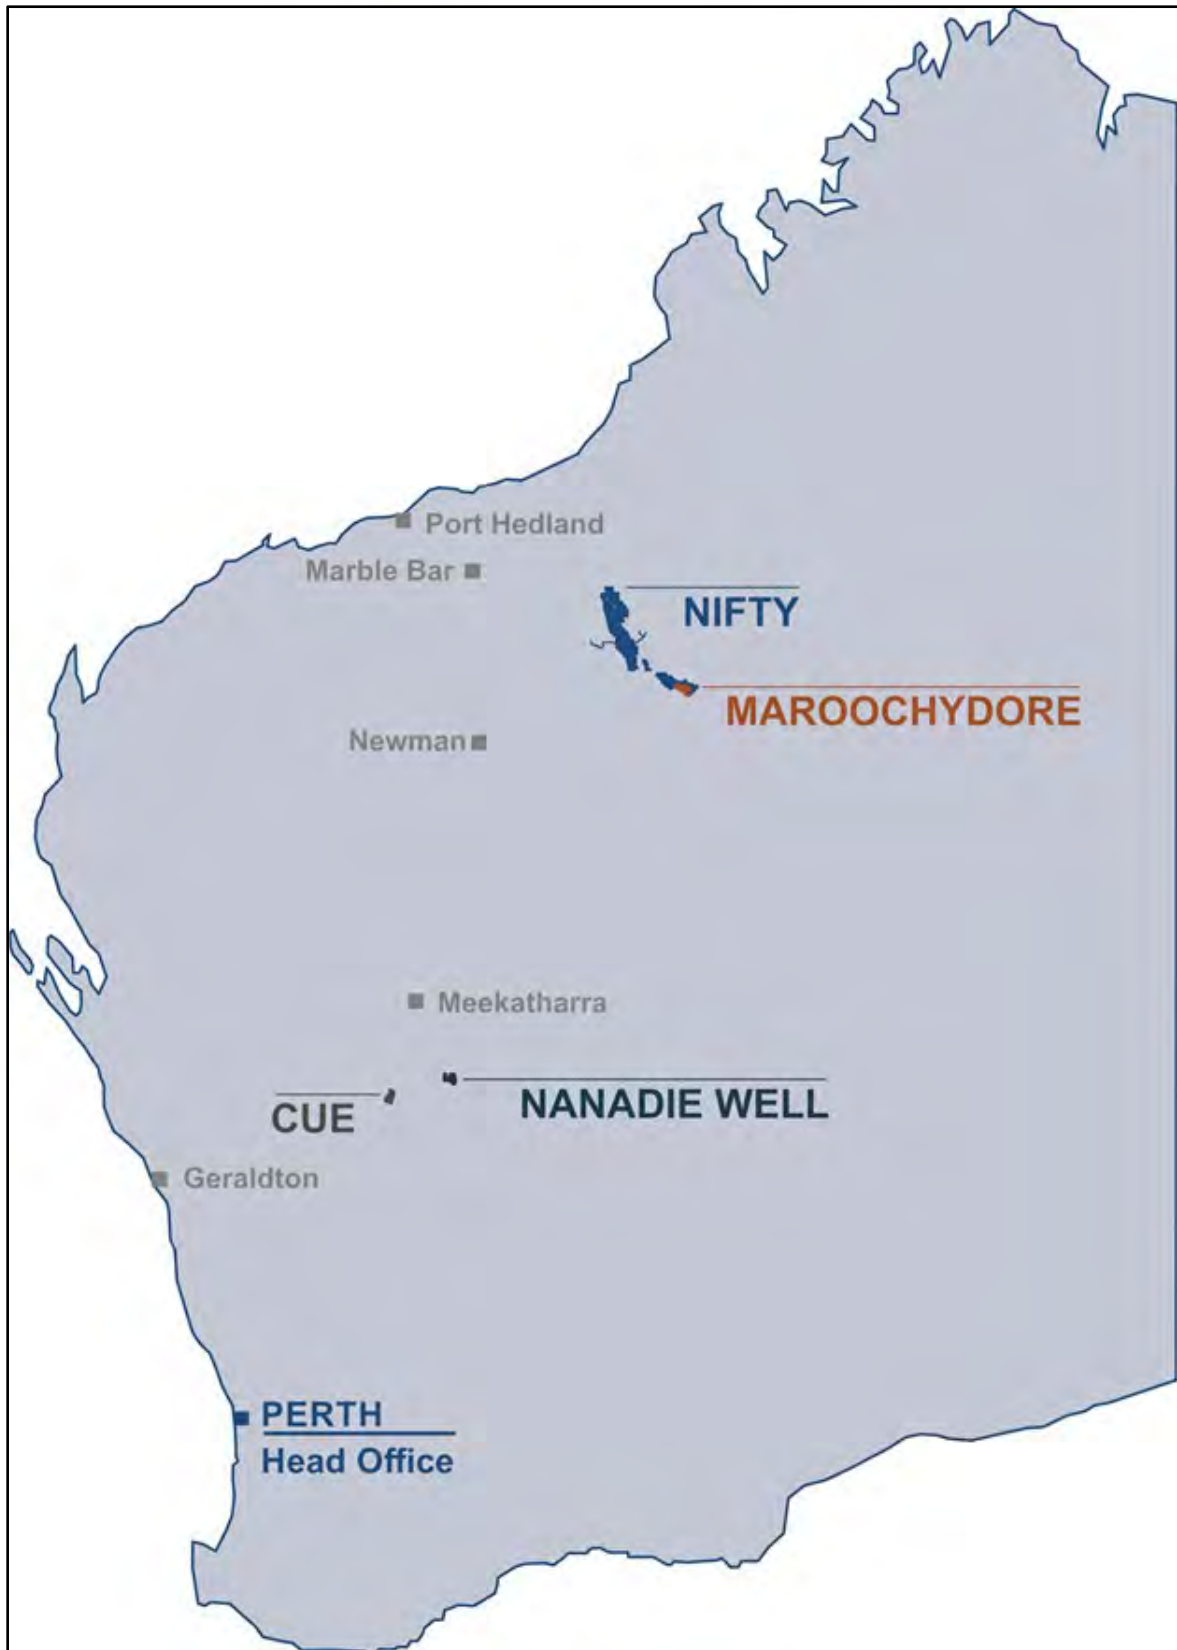 Port Hedland
Marble Bar
NIFTY
MAROOCHYDORE
Newman
Meekatharra
CUE
NANADIE WELL
Geraldton
PERTH
Head Office